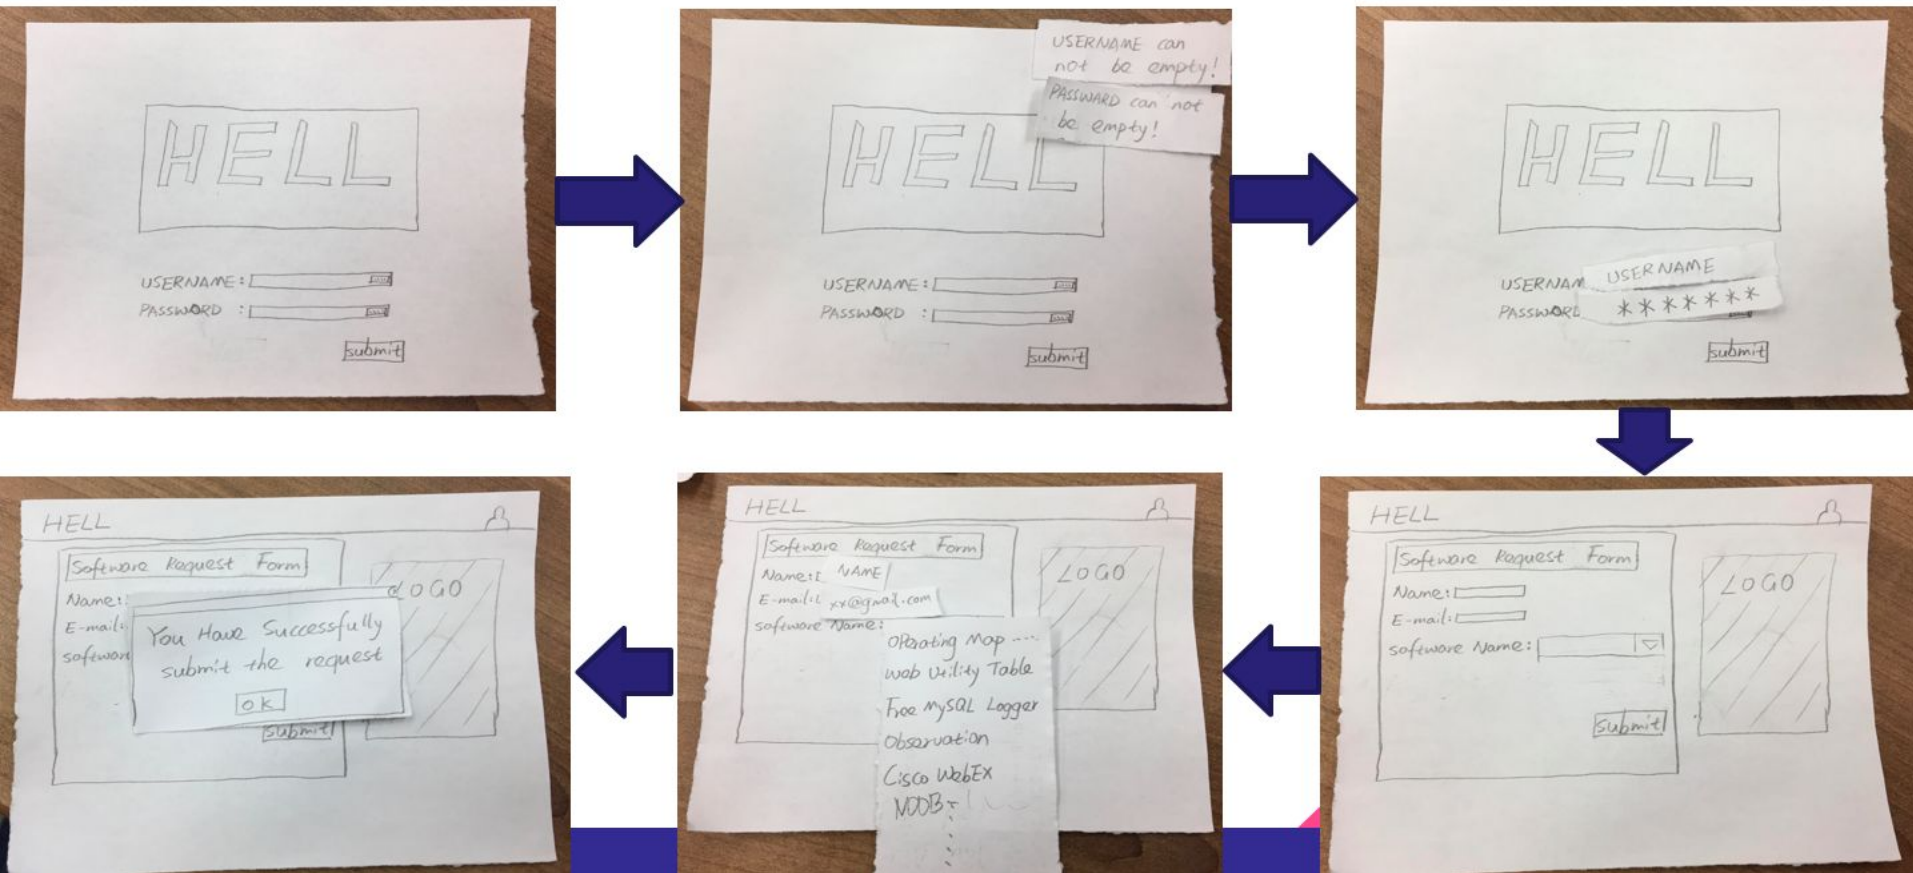 HELL
USERNAME:
PASSWORD :
submit
USERNAME can
not be empty!
PASSWARD can not
be empty!
HELL
USERNAME:
PASSWORD :
submit
HELL
USERNAM USERNAME
PASSWORD *******
submit
HELL
Software Request Form
Name:
E-mail:
software Name:
submit
LOGO
HELL
Software Request Form
Name: NAME
E-mail: xx@gmail.com
software Name:
Operating Map ....
Web Utility Table
Free MySQL Logger
Observation
Cisco WebEx
LOGO
HELL
Software Request Form
Name:
E-mail:
softwar
You Have Successfully
submit the request
ok
submit
LOGO